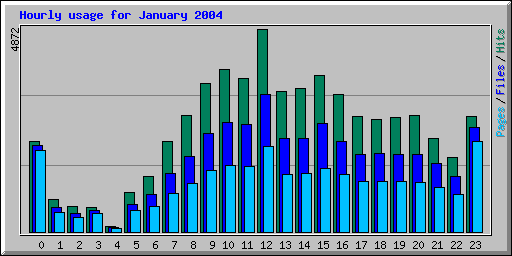 Hourly usage for January 2004
4872
Pages/Files/Hits
0 1 2 3 4 5 6 7 8 9 10 11 12 13 14 15 16 17 18 19 20 21 22 23